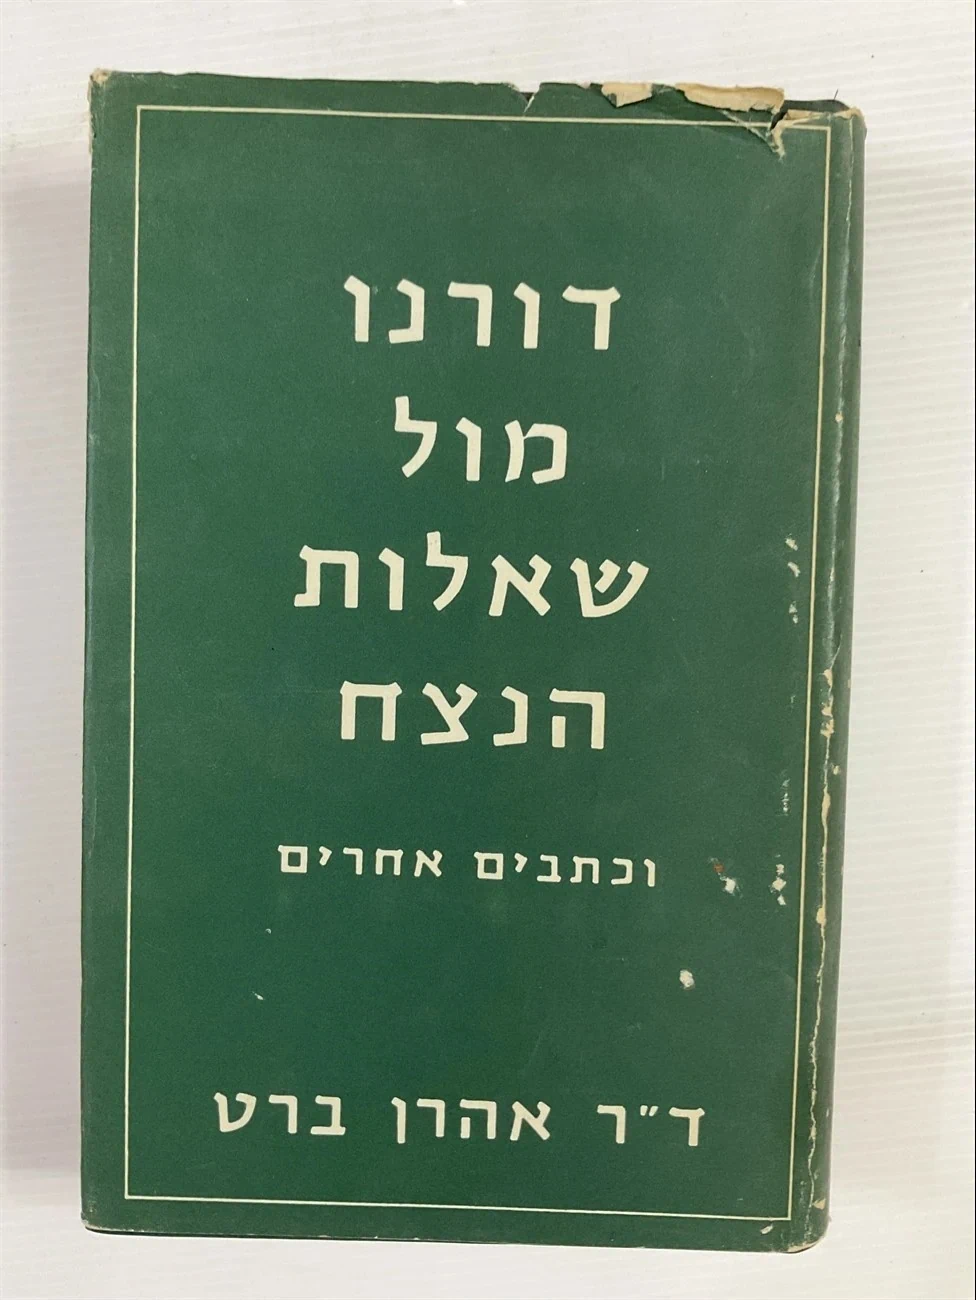 דורנו
מול
שאלות
הנצח
וכתבים אחרים
ד״ר אהרן ברט